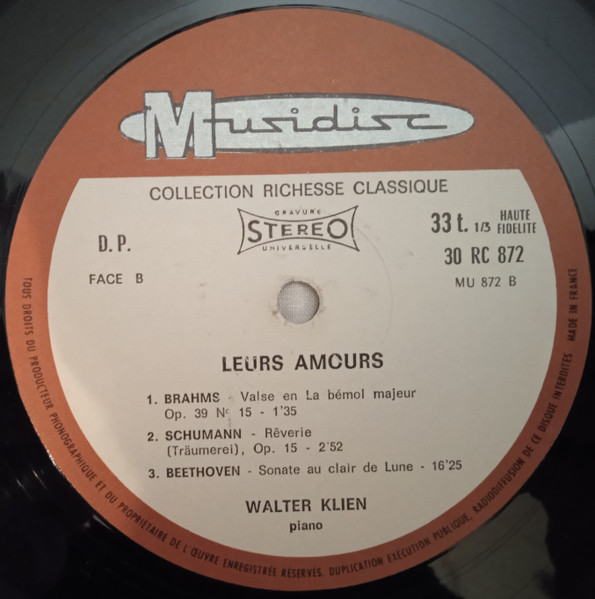 Musidisc
COLLECTION RICHESSE CLASSIQUE
GRAVURE
STEREO
UNIVERSELLE
D. P.
FACE B
33 t. 1/3 HAUTE FIDELITE
30 RC 872
MU 872 B
LEURS AMOURS
1. BRAHMS - Valse en La bémol majeur
Op. 39 Nº 15 - 1'35
2. SCHUMANN - Rêverie
(Träumerei), Op. 15 - 2'52
3. BEETHOVEN - Sonate au clair de Lune - 16'25
WALTER KLIEN
piano
TOUS DROITS DU PRODUCTEUR PHONOGRAPHIQUE ET DU PROPRIETAIRE DE L'ŒUVRE ENREGISTRÉE RESERVÉS. DUPLICATION EXÉCUTION PUBLIQUE, RADIODIFFUSION DE CE DISQUE INTERDITES MADE IN FRANCE